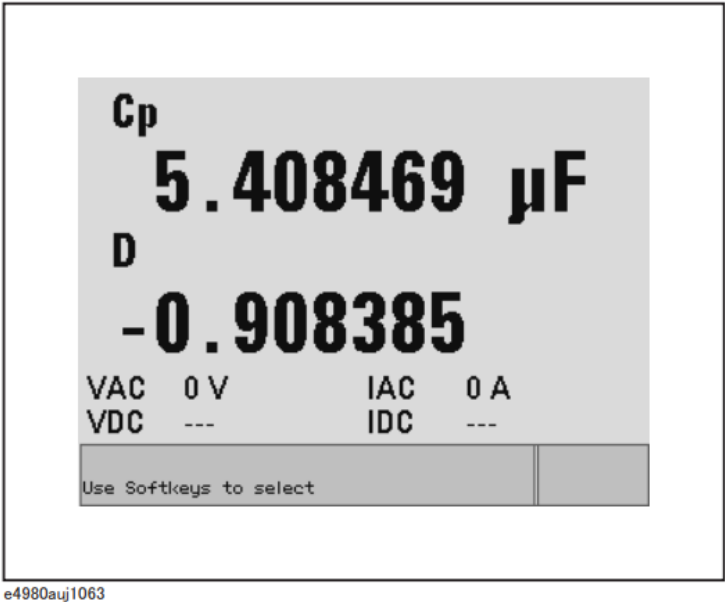 Cp
5.408469 µF
D
-0.908385
VAC 0 V IAC 0 A
VDC --- IDC ---
Use Softkeys to select
e4980auj1063